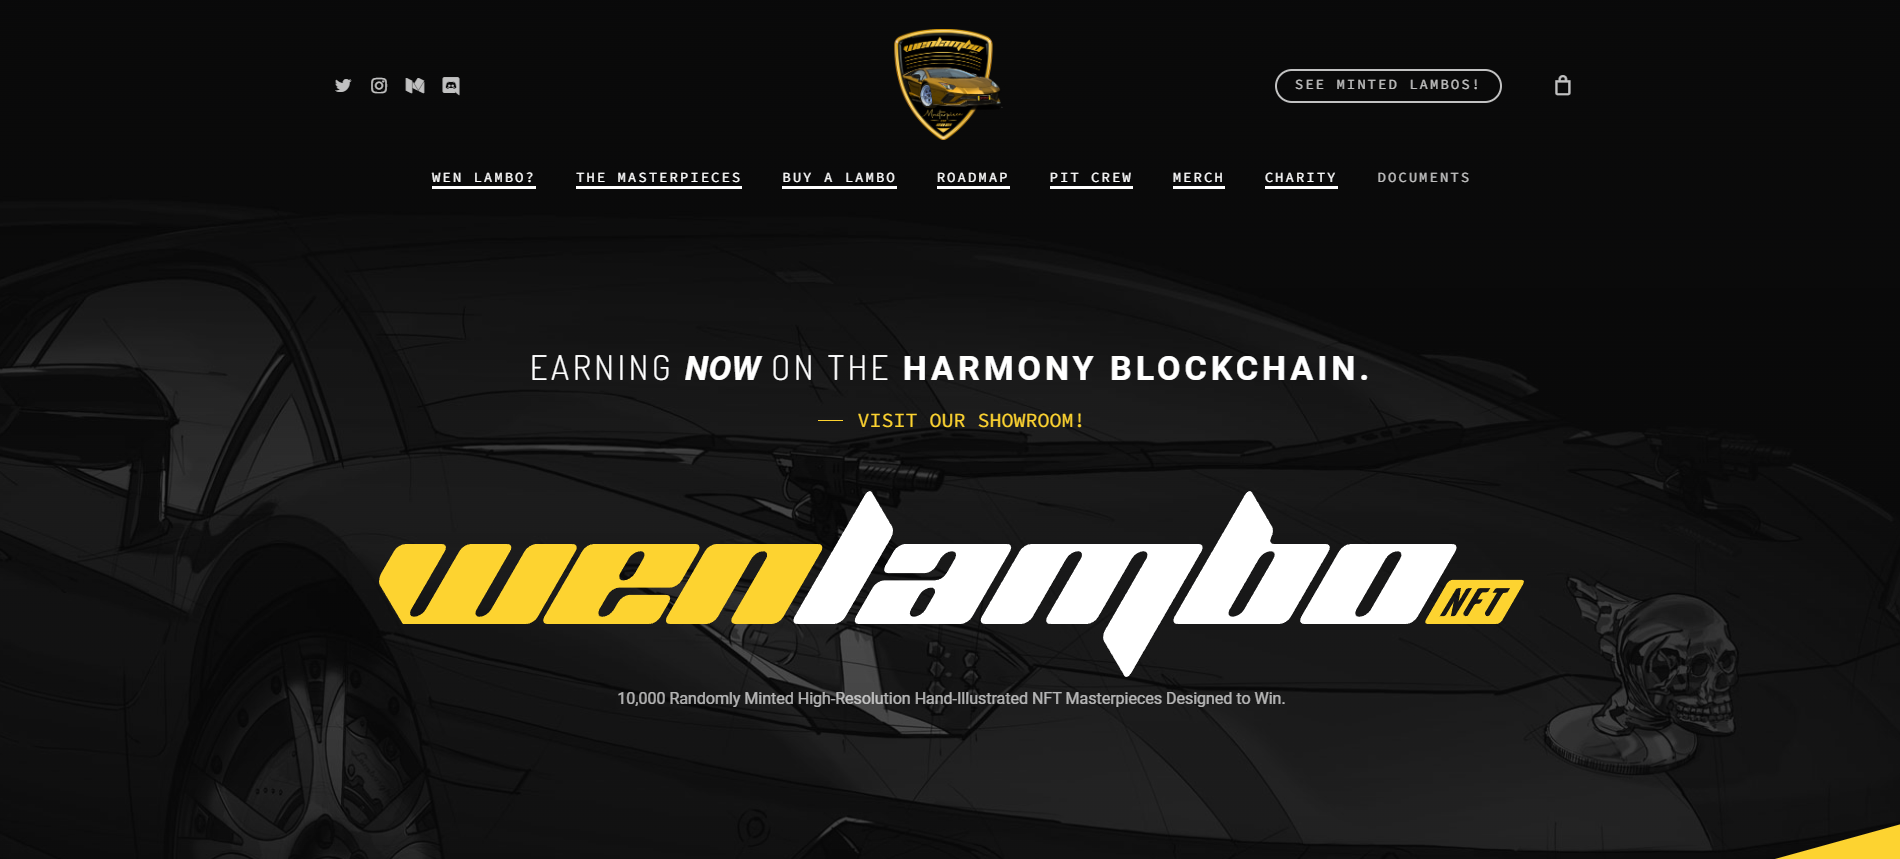 wenlambo
Masterpiece
SEE MINTED LAMBOS!
WEN LAMBO?
THE MASTERPIECES
BUY A LAMBO
ROADMAP
PIT CREW
MERCH
CHARITY
DOCUMENTS
EARNING NOW ON THE HARMONY BLOCKCHAIN.
VISIT OUR SHOWROOM!
wenlambo NFT
10,000 Randomly Minted High-Resolution Hand-Illustrated NFT Masterpieces Designed to Win.